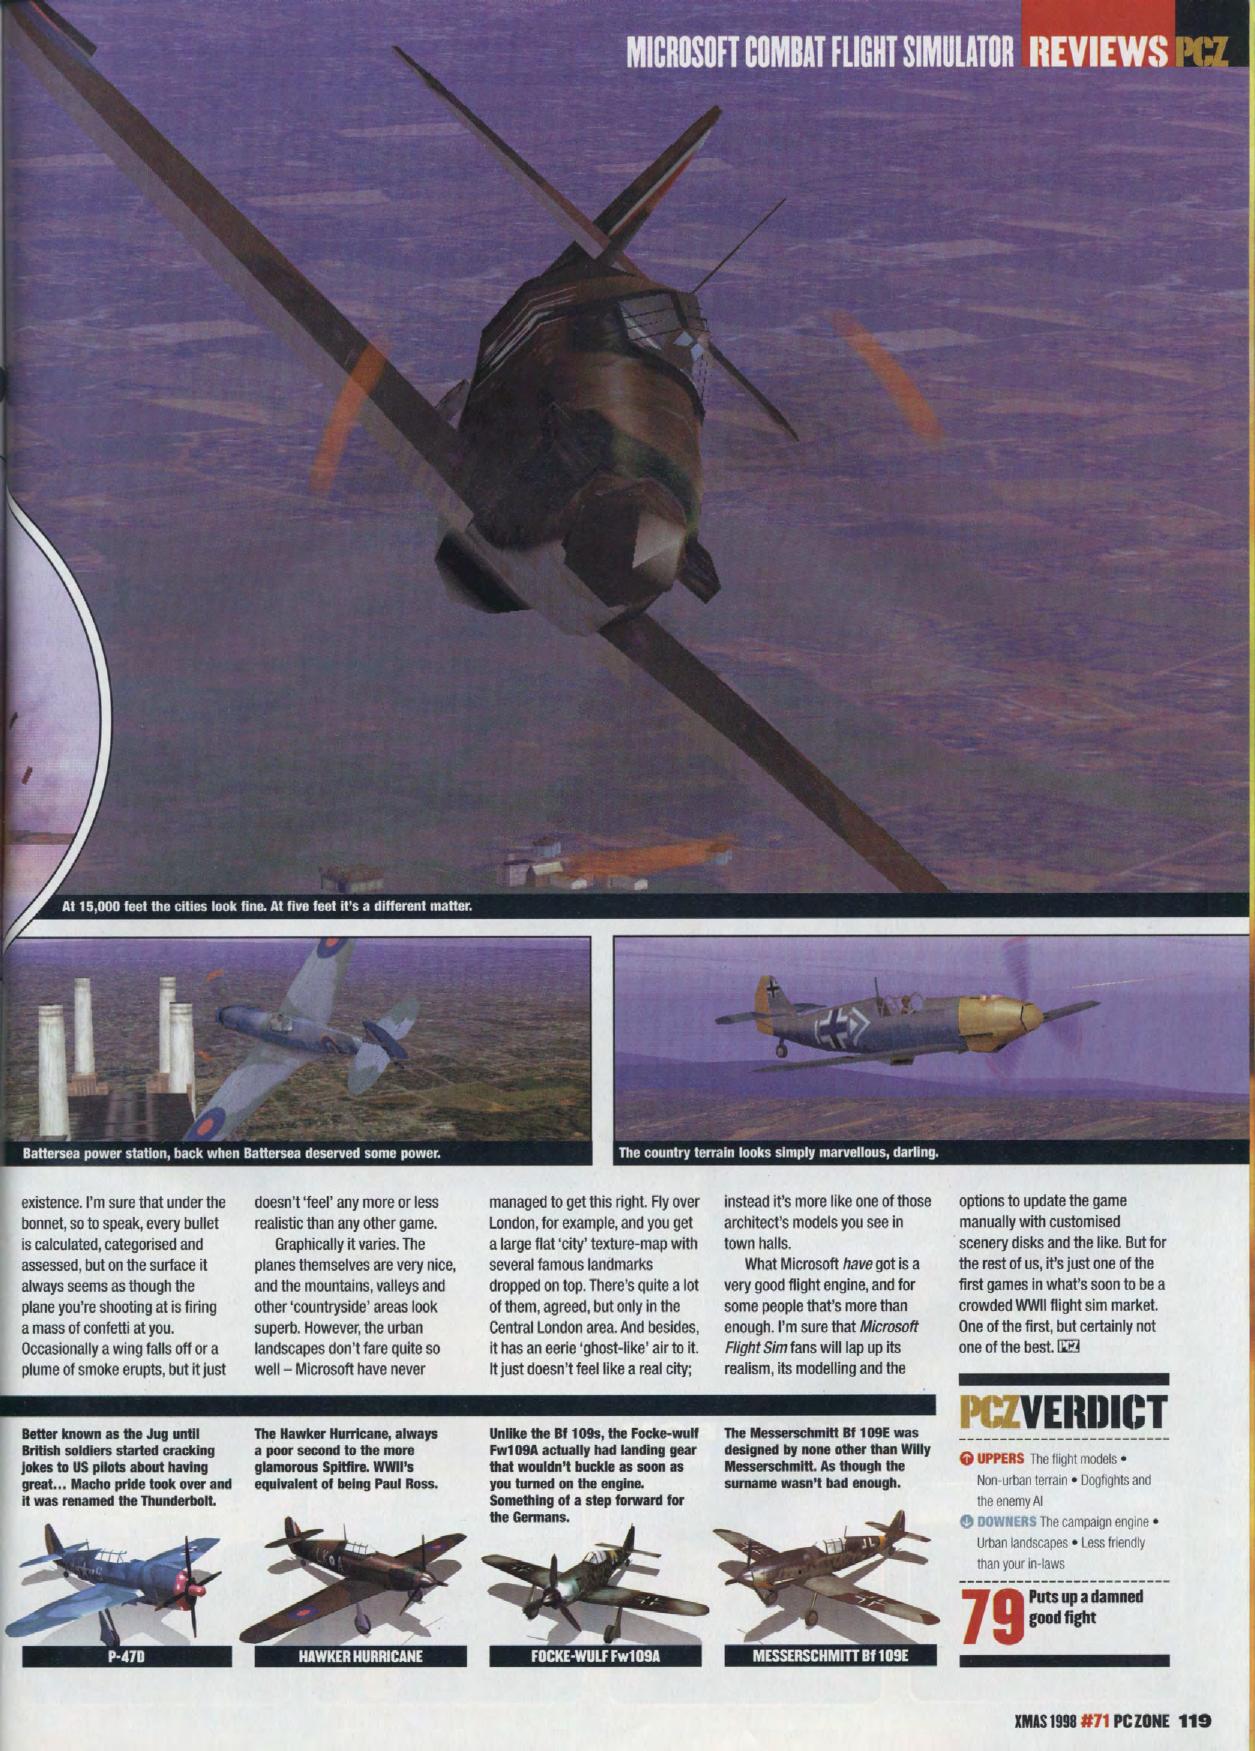 MICROSOFT COMBAT FLIGHT SIMULATOR REVIEWS PCZ
At 15,000 feet the cities look fine. At five feet it's a different matter.
Battersea power station, back when Battersea deserved some power.
The country terrain looks simply marvellous, darling.
existence. I'm sure that under the
bonnet, so to speak, every bullet
is calculated, categorised and
assessed, but on the surface it
always seems as though the
plane you're shooting at is firing
a mass of confetti at you.
Occasionally a wing falls off or a
plume of smoke erupts, but it just
doesn't 'feel' any more or less
realistic than any other game.
Graphically it varies. The
planes themselves are very nice,
and the mountains, valleys and
other 'countryside' areas look
superb. However, the urban
landscapes don't fare quite so
well – Microsoft have never
managed to get this right. Fly over
London, for example, and you get
a large flat 'city' texture-map with
several famous landmarks
dropped on top. There's quite a lot
of them, agreed, but only in the
Central London area. And besides,
it has an eerie 'ghost-like' air to it.
It just doesn't feel like a real city;
instead it's more like one of those
architect's models you see in
town halls.
What Microsoft have got is a
very good flight engine, and for
some people that's more than
enough. I'm sure that Microsoft
Flight Sim fans will lap up its
realism, its modelling and the
options to update the game
manually with customised
scenery disks and the like. But for
the rest of us, it's just one of the
first games in what's soon to be a
crowded WWII flight sim market.
One of the first, but certainly not
one of the best. PCZ
Better known as the Jug until
British soldiers started cracking
jokes to US pilots about having
great... Macho pride took over and
it was renamed the Thunderbolt.
P-47D
The Hawker Hurricane, always
a poor second to the more
glamorous Spitfire. WWII's
equivalent of being Paul Ross.
HAWKER HURRICANE
Unlike the Bf 109s, the Focke-wulf
Fw109A actually had landing gear
that wouldn't buckle as soon as
you turned on the engine.
Something of a step forward for
the Germans.
FOCKE-WULF Fw109A
The Messerschmitt Bf 109E was
designed by none other than Willy
Messerschmitt. As though the
surname wasn't bad enough.
MESSERSCHMITT Bf 109E
PCZVERDICT
UPPERS The flight models •
Non-urban terrain • Dogfights and
the enemy AI
DOWNERS The campaign engine •
Urban landscapes • Less friendly
than your in-laws
79 Puts up a damned
good fight
XMAS 1998 #71 PC ZONE 119